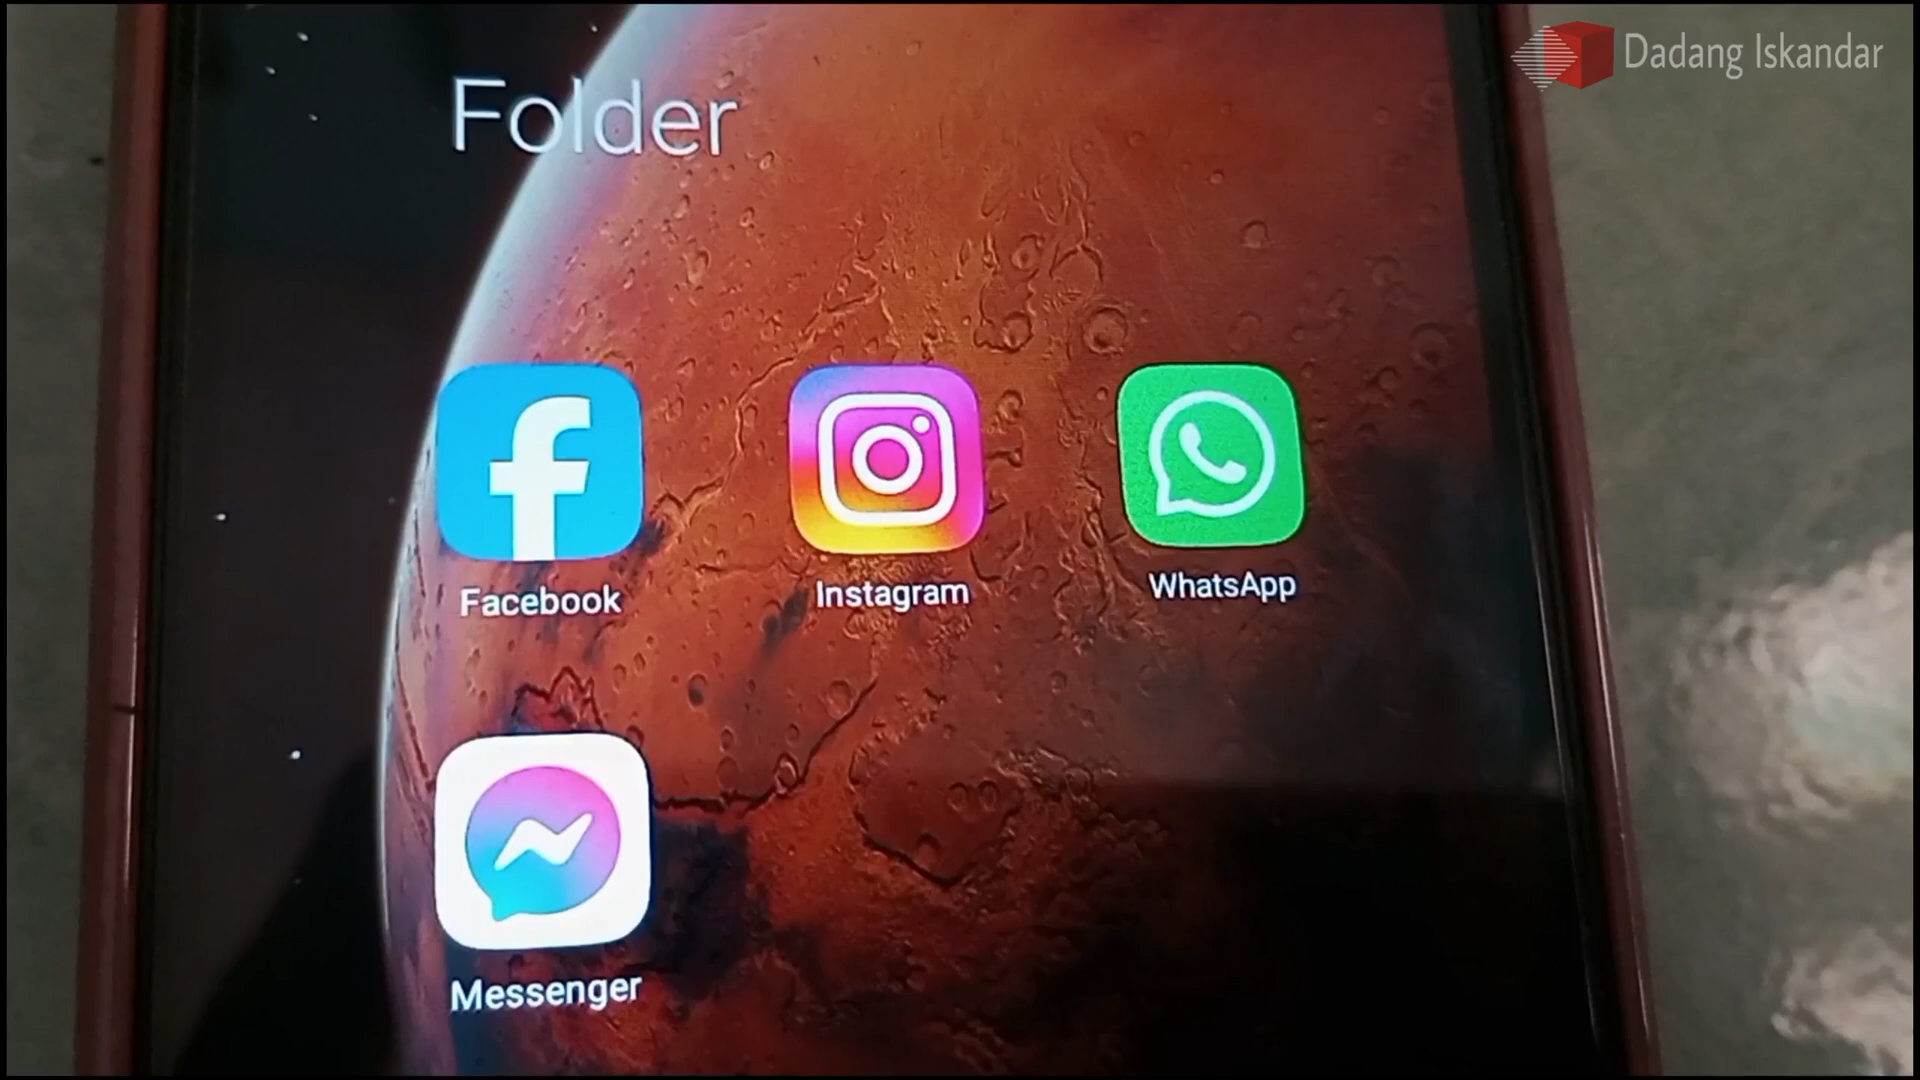 Dadang Iskandar
Folder
Facebook
Instagram
WhatsApp
Messenger